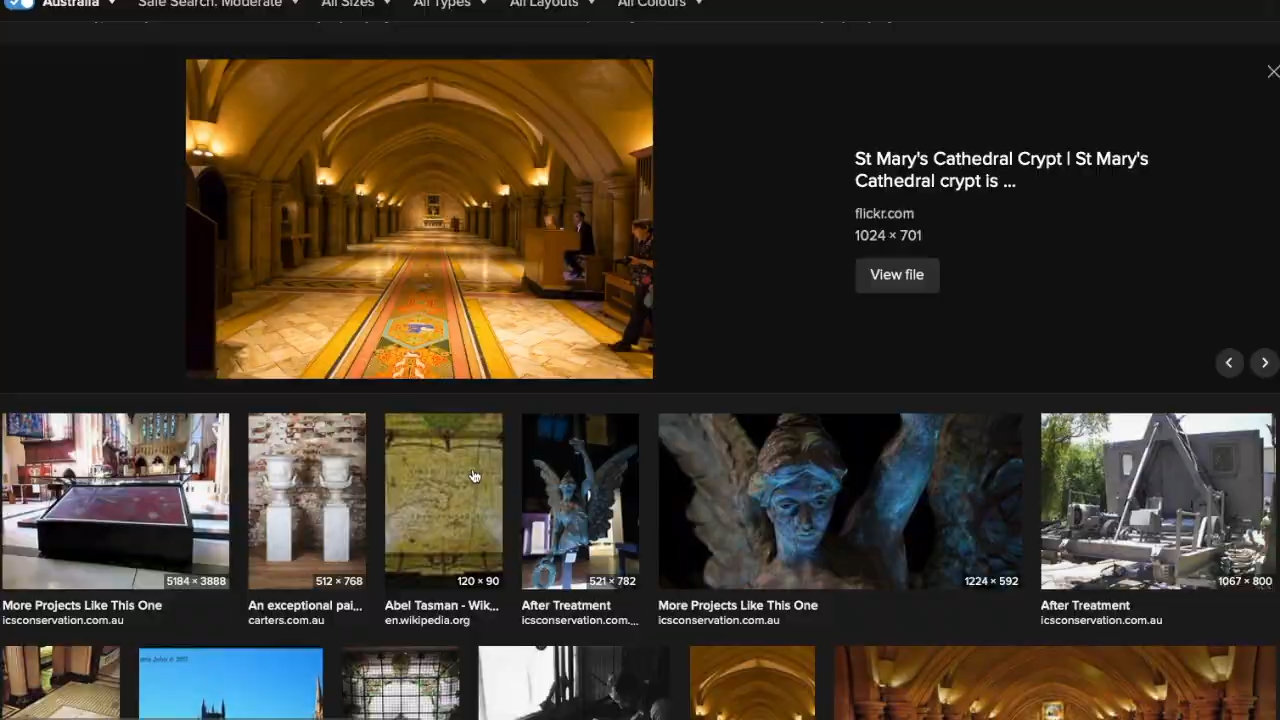 Australia
Safe Search: Moderate
All Sizes
All Types
All Layouts
All Colours
St Mary's Cathedral Crypt | St Mary's
Cathedral crypt is ...
flickr.com
1024 × 701
View file
5184 × 3888
512 × 768
120 × 90
521 × 782
1224 × 592
1067 × 800
More Projects Like This One
An exceptional pai...
Abel Tasman - Wik...
After Treatment
More Projects Like This One
After Treatment
icsconservation.com.au
carters.com.au
en.wikipedia.org
icsconservation.com....
icsconservation.com.au
icsconservation.com.au